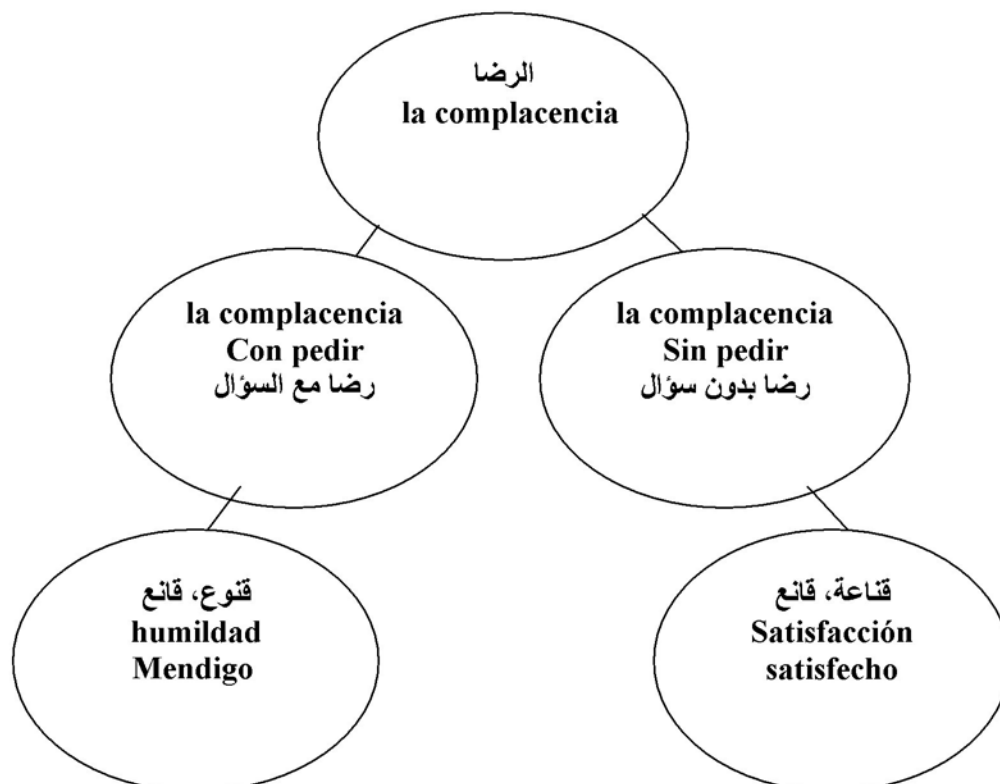 الرضا
la complacencia
la complacencia
Con pedir
رضا مع السؤال
la complacencia
Sin pedir
رضا بدون سؤال
قنوع، قانع
humildad
Mendigo
قناعة، قانع
Satisfacción
satisfecho